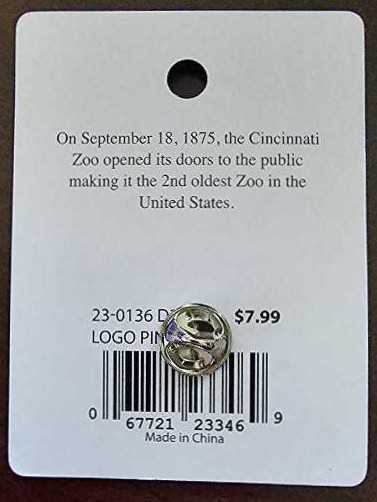 On September 18, 1875, the Cincinnati
Zoo opened its doors to the public
making it the 2nd oldest Zoo in the
United States.
23-0136 $7.99
LOGO PIN
0 67721 23346 9
Made in China